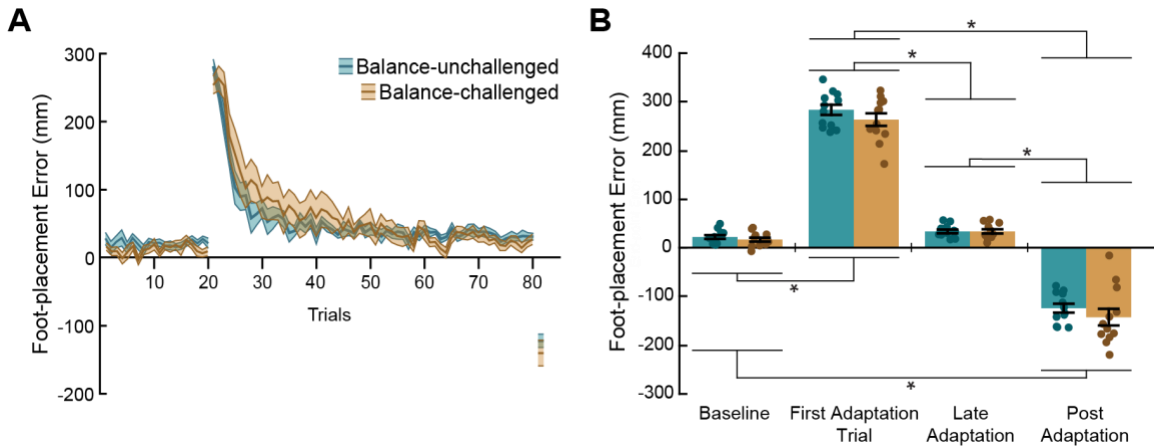 A
300
200
100
0
-100
-200
Foot-placement Error (mm)
10
20
30
40
50
60
70
80
Trials
Balance-unchallenged
Balance-challenged
B
400
300
200
100
0
-100
-200
-300
Foot-placement Error (mm)
*
*
*
*
*
Baseline
First Adaptation
Trial
Late
Adaptation
Post
Adaptation